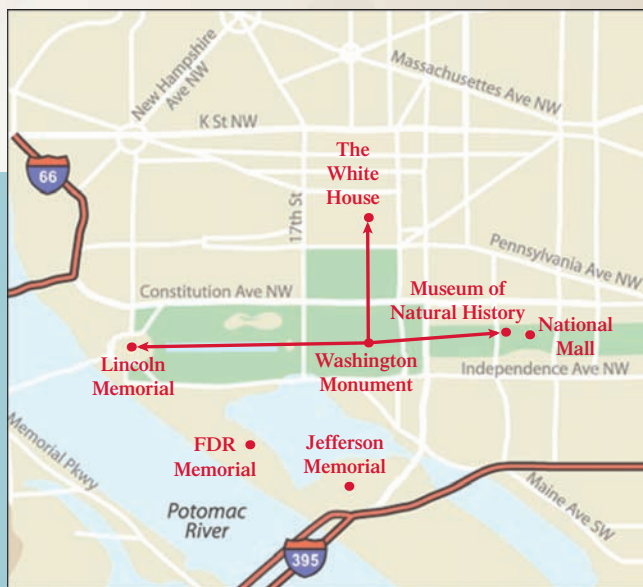 New Hampshire
Ave NW
Massachusetts Ave NW
K St NW
66
The
White
House
17th St
Pennsylvania Ave NW
Constitution Ave NW
Museum of
Natural History
National
Mall
Lincoln
Memorial
Washington
Monument
Independence Ave NW
Memorial Pkwy
FDR
Memorial
Jefferson
Memorial
Potomac
River
Maine Ave SW
395